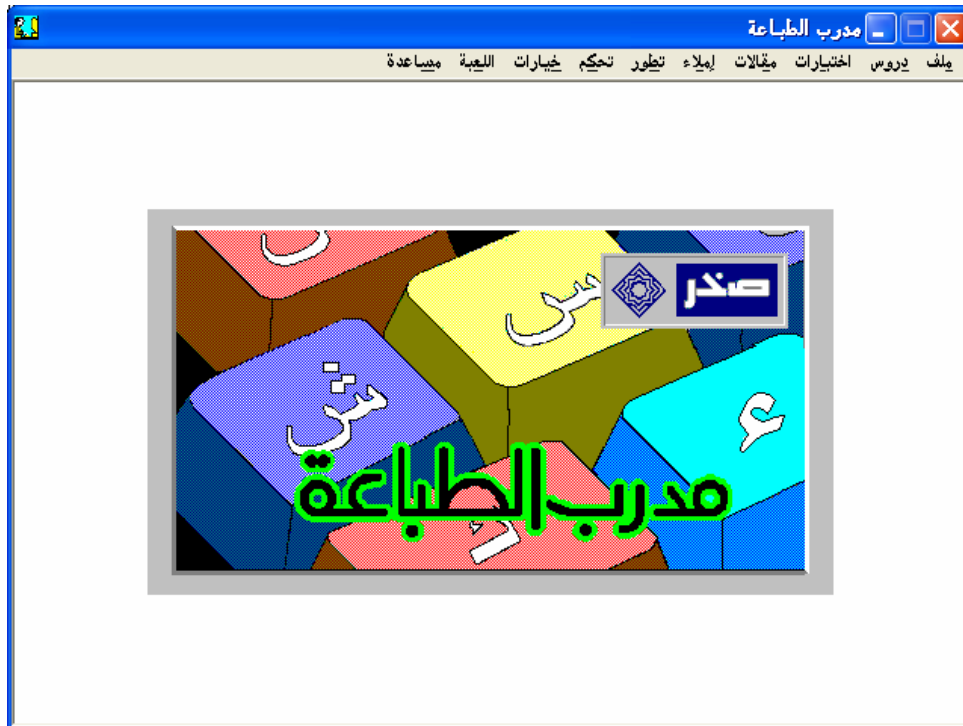 مدرب الطباعة
ملف دروس اختبارات مقالات إملاء تطور تحكم خيارات اللعبة مساعدة
صخر
س
ش
ء
مدرب الطباعة